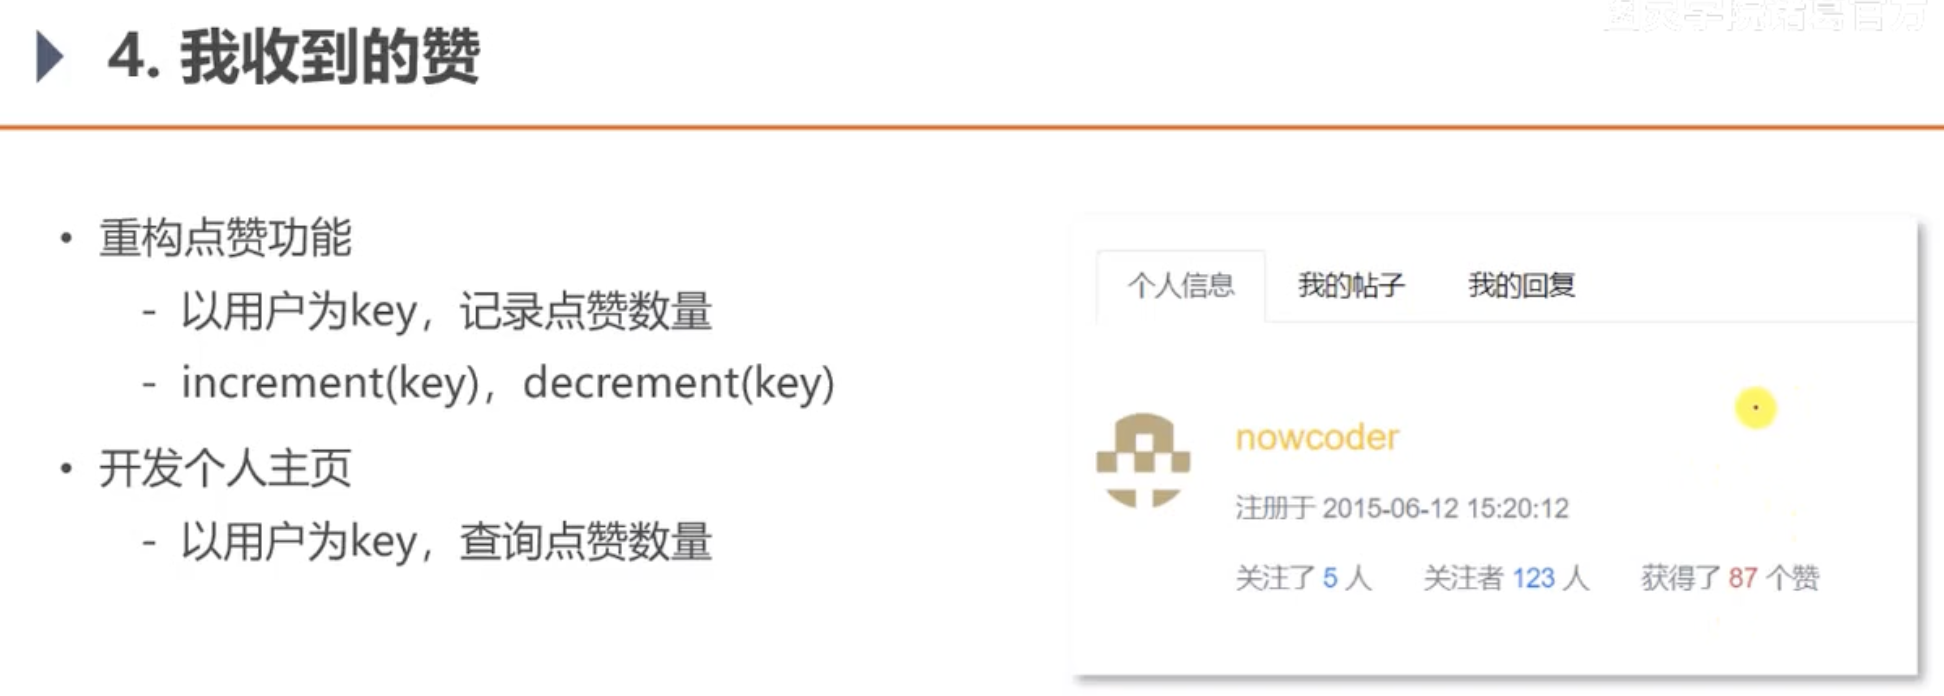 4. 我收到的赞
• 重构点赞功能
- 以用户为key，记录点赞数量
- increment(key)，decrement(key)
• 开发个人主页
- 以用户为key，查询点赞数量
个人信息 我的帖子 我的回复
nowcoder
注册于 2015-06-12 15:20:12
关注了 5 人 关注者 123 人 获得了 87 个赞